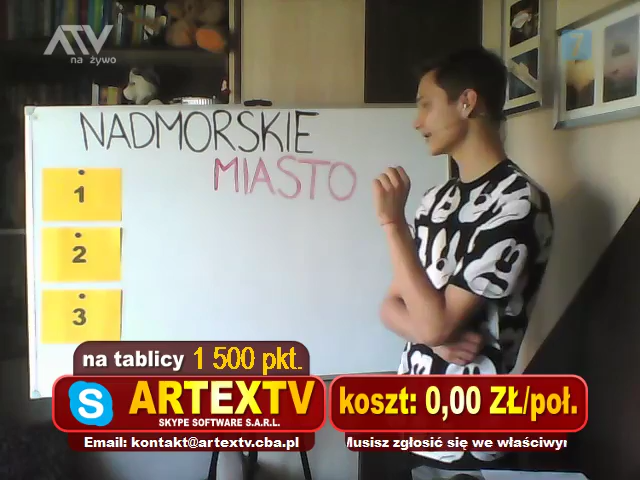 ATV
na żywo
NADMORSKIE
MIASTO
1
2
3
na tablicy 1 500 pkt.
ARTEXTV
SKYPE SOFTWARE S.A.R.L.
Email: kontakt@artextv.cba.pl
koszt: 0,00 ZŁ/poł.
Musisz zgłosić się we właściwyn